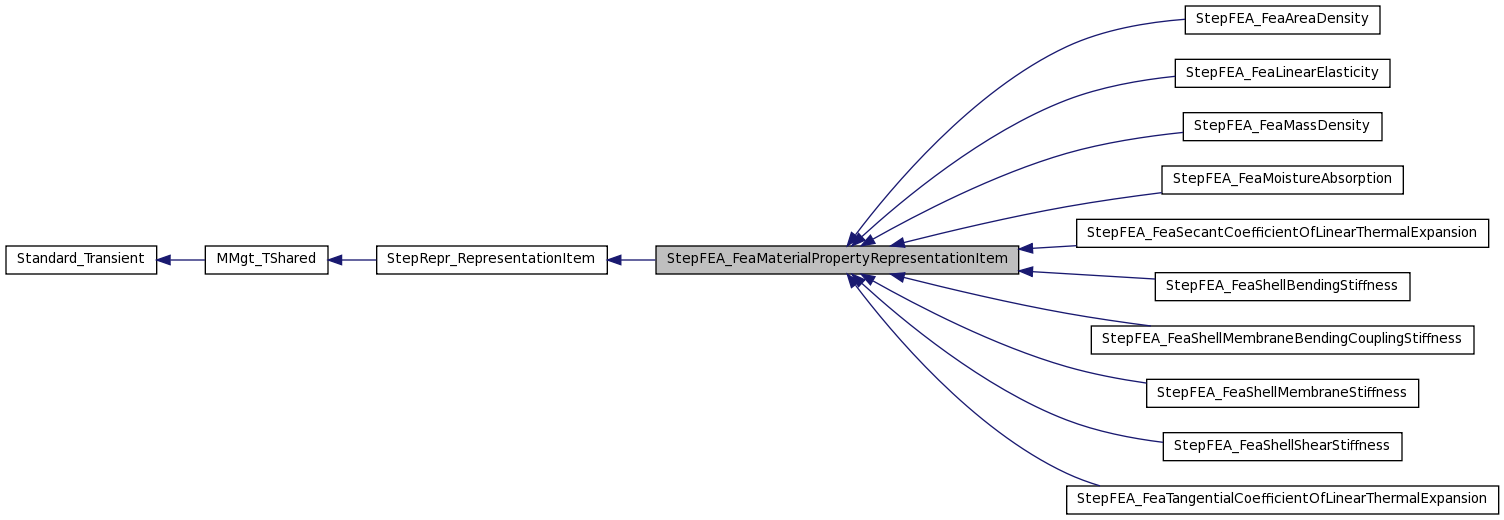 StepFEA_FeaAreaDensity
StepFEA_FeaLinearElasticity
StepFEA_FeaMassDensity
StepFEA_FeaMoistureAbsorption
StepFEA_FeaSecantCoefficientOfLinearThermalExpansion
Standard_Transient
MMgt_TShared
StepRepr_RepresentationItem
StepFEA_FeaMaterialPropertyRepresentationItem
StepFEA_FeaShellBendingStiffness
StepFEA_FeaShellMembraneBendingCouplingStiffness
StepFEA_FeaShellMembraneStiffness
StepFEA_FeaShellShearStiffness
StepFEA_FeaTangentialCoefficientOfLinearThermalExpansion